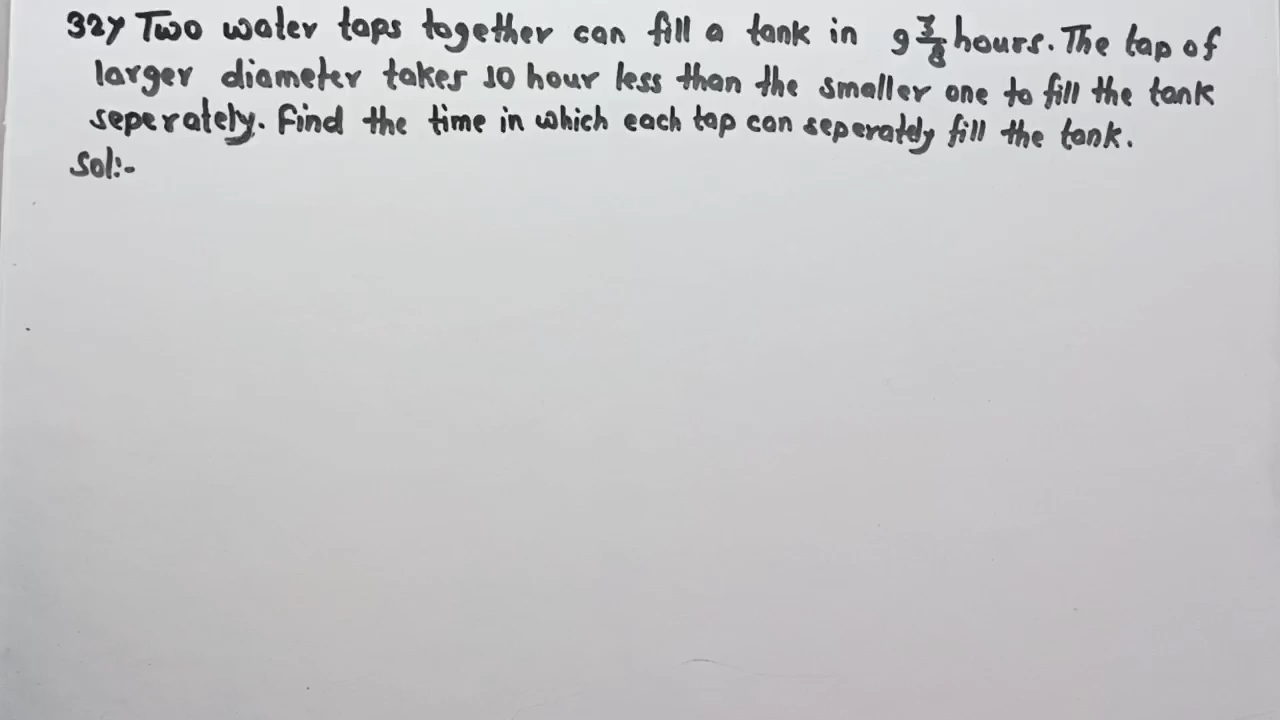 32y Two water taps together can fill a tank in 9 3/8 hours. The tap of
larger diameter takes 10 hour less than the smaller one to fill the tank
seperately. Find the time in which each tap can seperately fill the tank.
Sol:-